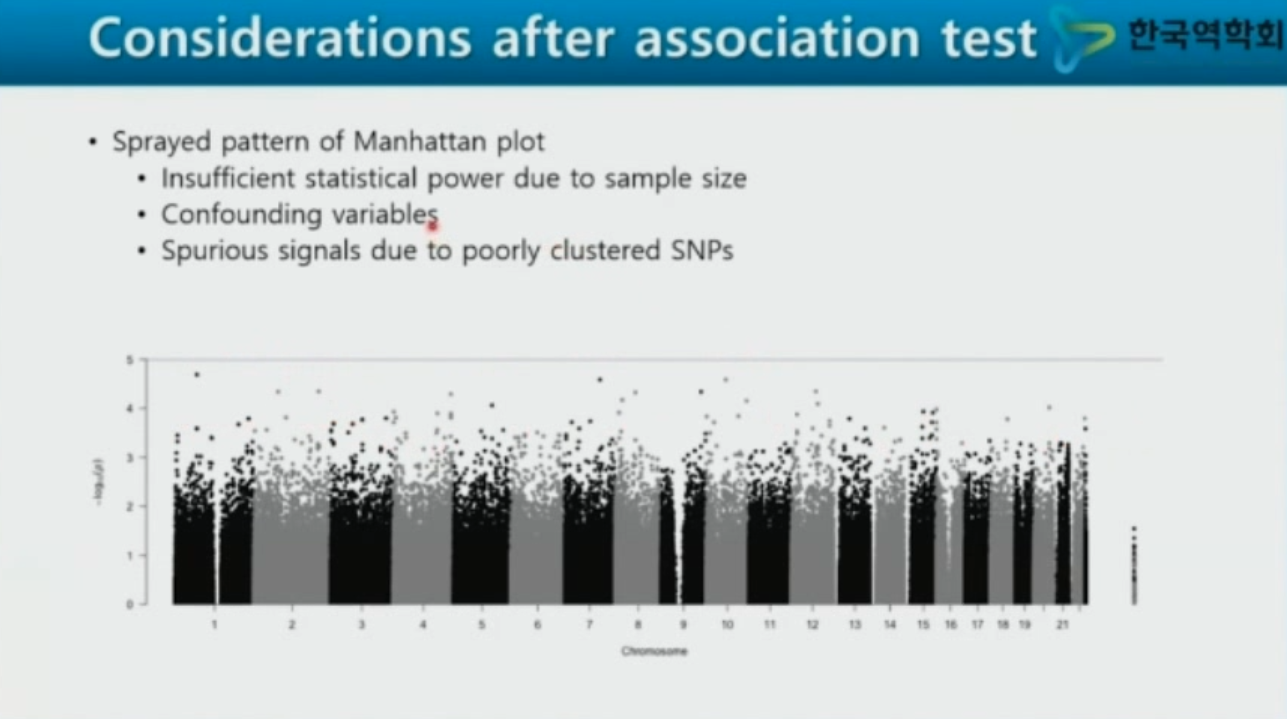 Considerations after association test
한국역학회
• Sprayed pattern of Manhattan plot
• Insufficient statistical power due to sample size
• Confounding variables
• Spurious signals due to poorly clustered SNPs
5
4
3
2
1
0
-log₁₀(p)
1 2 3 4 5 6 7 8 9 10 11 12 13 14 15 16 17 18 19 21
Chromosome